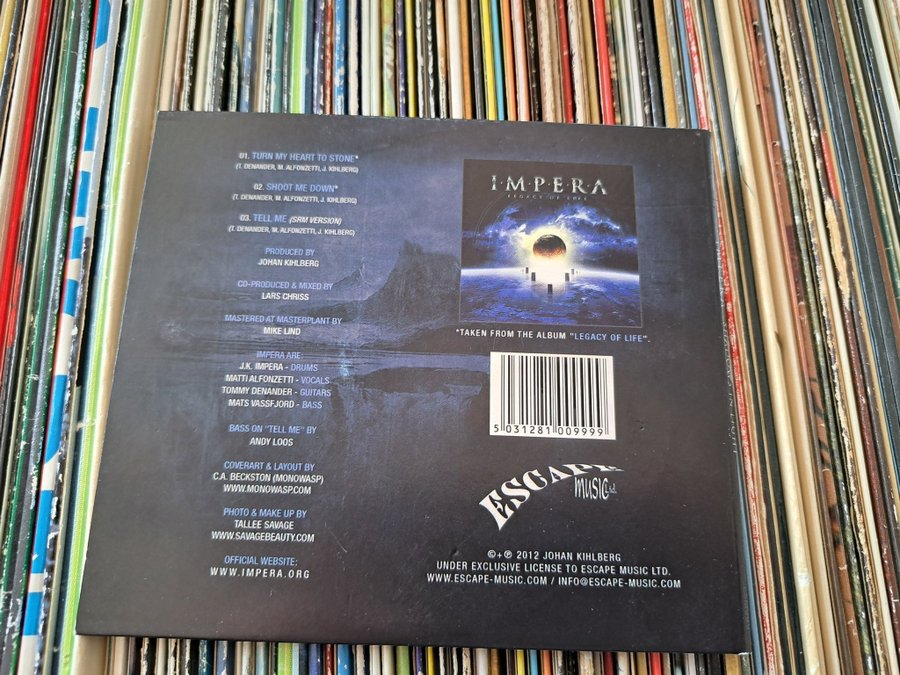 01. TURN MY HEART TO STONE*
(T. DENANDER, M. ALFONZETTI, J. KIHLBERG)
02. SHOOT ME DOWN*
(T. DENANDER, M. ALFONZETTI, J. KIHLBERG)
03. TELL ME (SRM VERSION)
(T. DENANDER, M. ALFONZETTI, J. KIHLBERG)
PRODUCED BY
JOHAN KIHLBERG
CO-PRODUCED & MIXED BY
LARS CHRISS
MASTERED AT MASTERPLANT BY
MIKE LIND
IMPERA ARE:
J.K. IMPERA - DRUMS
MATTI ALFONZETTI - VOCALS
TOMMY DENANDER - GUITARS
MATS VASSFJORD - BASS
BASS ON "TELL ME" BY
ANDY LOOS
COVERART & LAYOUT BY
C.A. BECKSTON (MONOWASP)
WWW.MONOWASP.COM
PHOTO & MAKE UP BY
TALLEE SAVAGE
WWW.SAVAGEBEAUTY.COM
OFFICIAL WEBSITE:
WWW.IMPERA.ORG
I·M·P·E·R·A
LEGACY OF LIFE
*TAKEN FROM THE ALBUM "LEGACY OF LIFE".
5 031281 009999
ESCAPE
music Ltd.
©+℗ 2012 JOHAN KIHLBERG
UNDER EXCLUSIVE LICENSE TO ESCAPE MUSIC LTD.
WWW.ESCAPE-MUSIC.COM / INFO@ESCAPE-MUSIC.COM